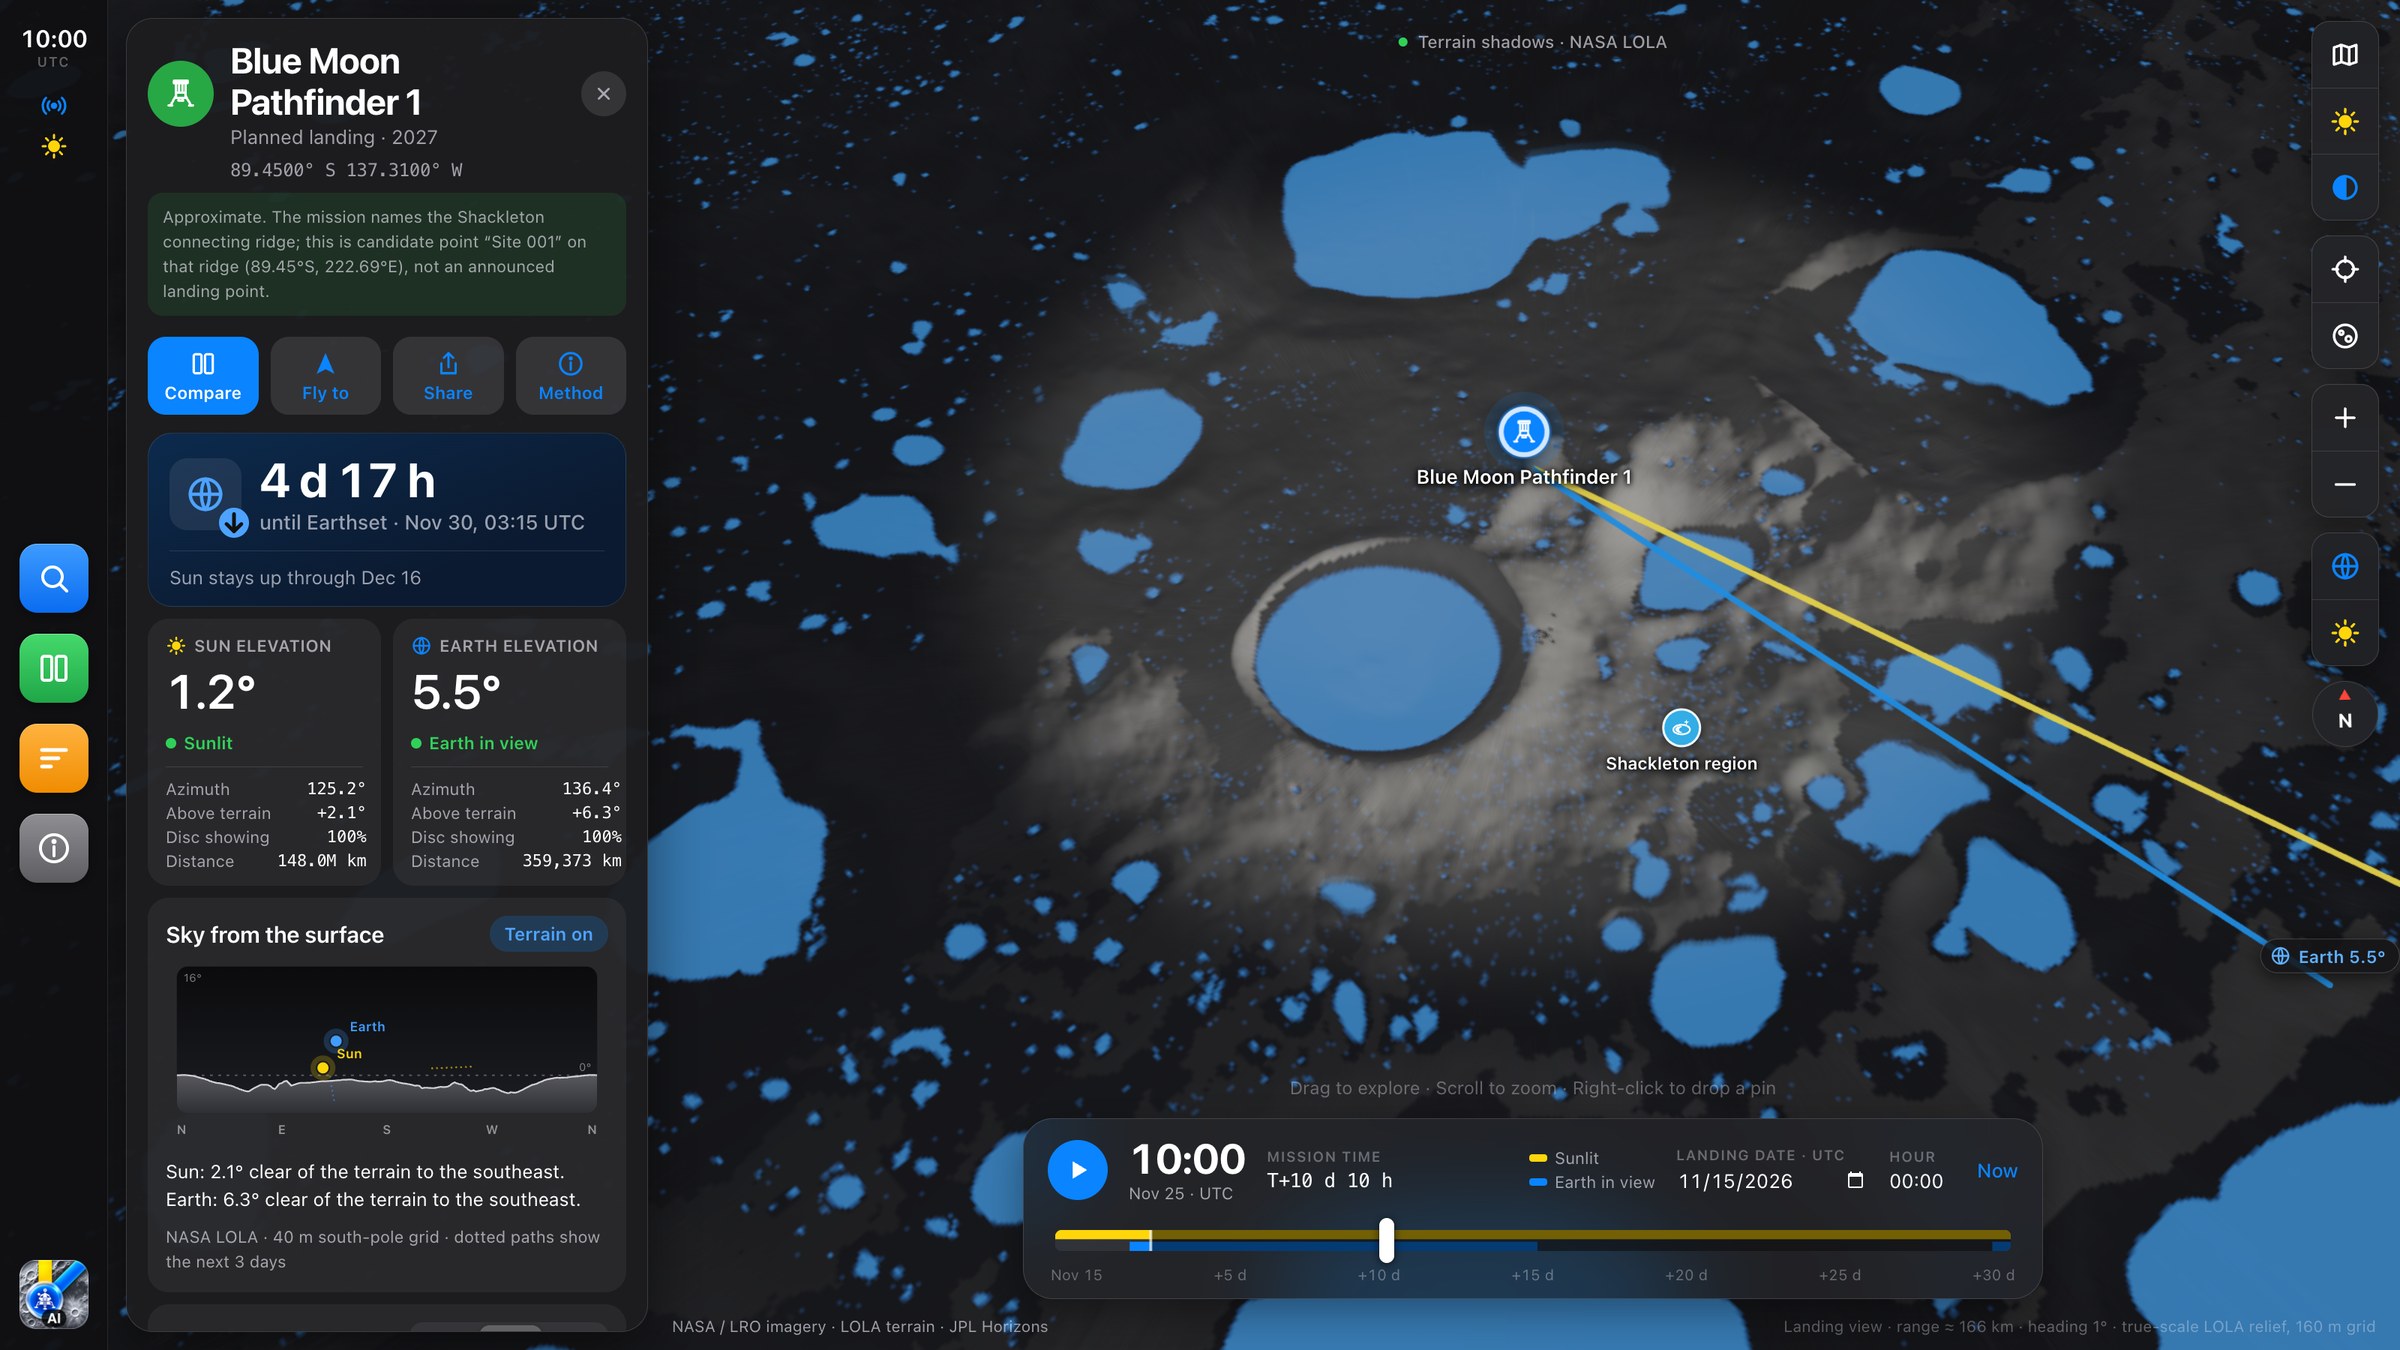 10:00
UTC
Blue Moon
Pathfinder 1
Planned landing · 2027
89.4500° S 137.3100° W
Approximate. The mission names the Shackleton
connecting ridge; this is candidate point “Site 001” on
that ridge (89.45°S, 222.69°E), not an announced
landing point.
Compare
Fly to
Share
Method
4 d 17 h
until Earthset · Nov 30, 03:15 UTC
Sun stays up through Dec 16
SUN ELEVATION
1.2°
Sunlit
Azimuth 125.2°
Above terrain +2.1°
Disc showing 100%
Distance 148.0M km
EARTH ELEVATION
5.5°
Earth in view
Azimuth 136.4°
Above terrain +6.3°
Disc showing 100%
Distance 359,373 km
Sky from the surface
Terrain on
16°
Earth
Sun
0°
N E S W N
Sun: 2.1° clear of the terrain to the southeast.
Earth: 6.3° clear of the terrain to the southeast.
NASA LOLA · 40 m south-pole grid · dotted paths show
the next 3 days
AI
Terrain shadows · NASA LOLA
Blue Moon Pathfinder 1
Shackleton region
Earth 5.5°
N
Drag to explore · Scroll to zoom · Right-click to drop a pin
10:00
Nov 25 · UTC
MISSION TIME
T+10 d 10 h
Sunlit
Earth in view
LANDING DATE · UTC
11/15/2026
HOUR
00:00
Now
Nov 15 +5 d +10 d +15 d +20 d +25 d +30 d
NASA / LRO imagery · LOLA terrain · JPL Horizons
Landing view · range ≈ 166 km · heading 1° · true-scale LOLA relief, 160 m grid